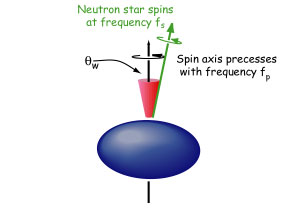 Neutron star spins
at frequency fs
θw
Spin axis precesses
with frequency fp